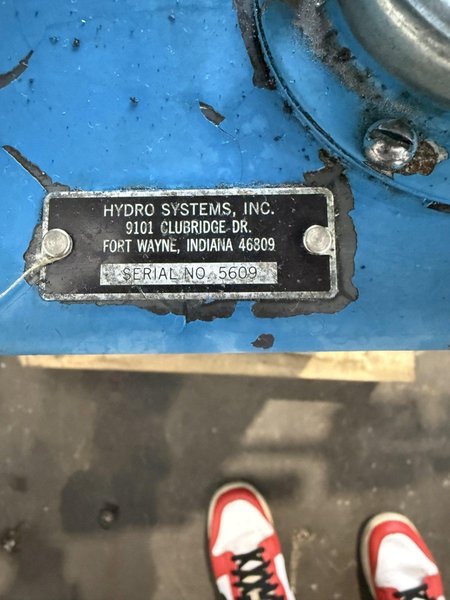 HYDRO SYSTEMS, INC.
9101 CLUBRIDGE DR.
FORT WAYNE, INDIANA 46809
SERIAL NO. 5609